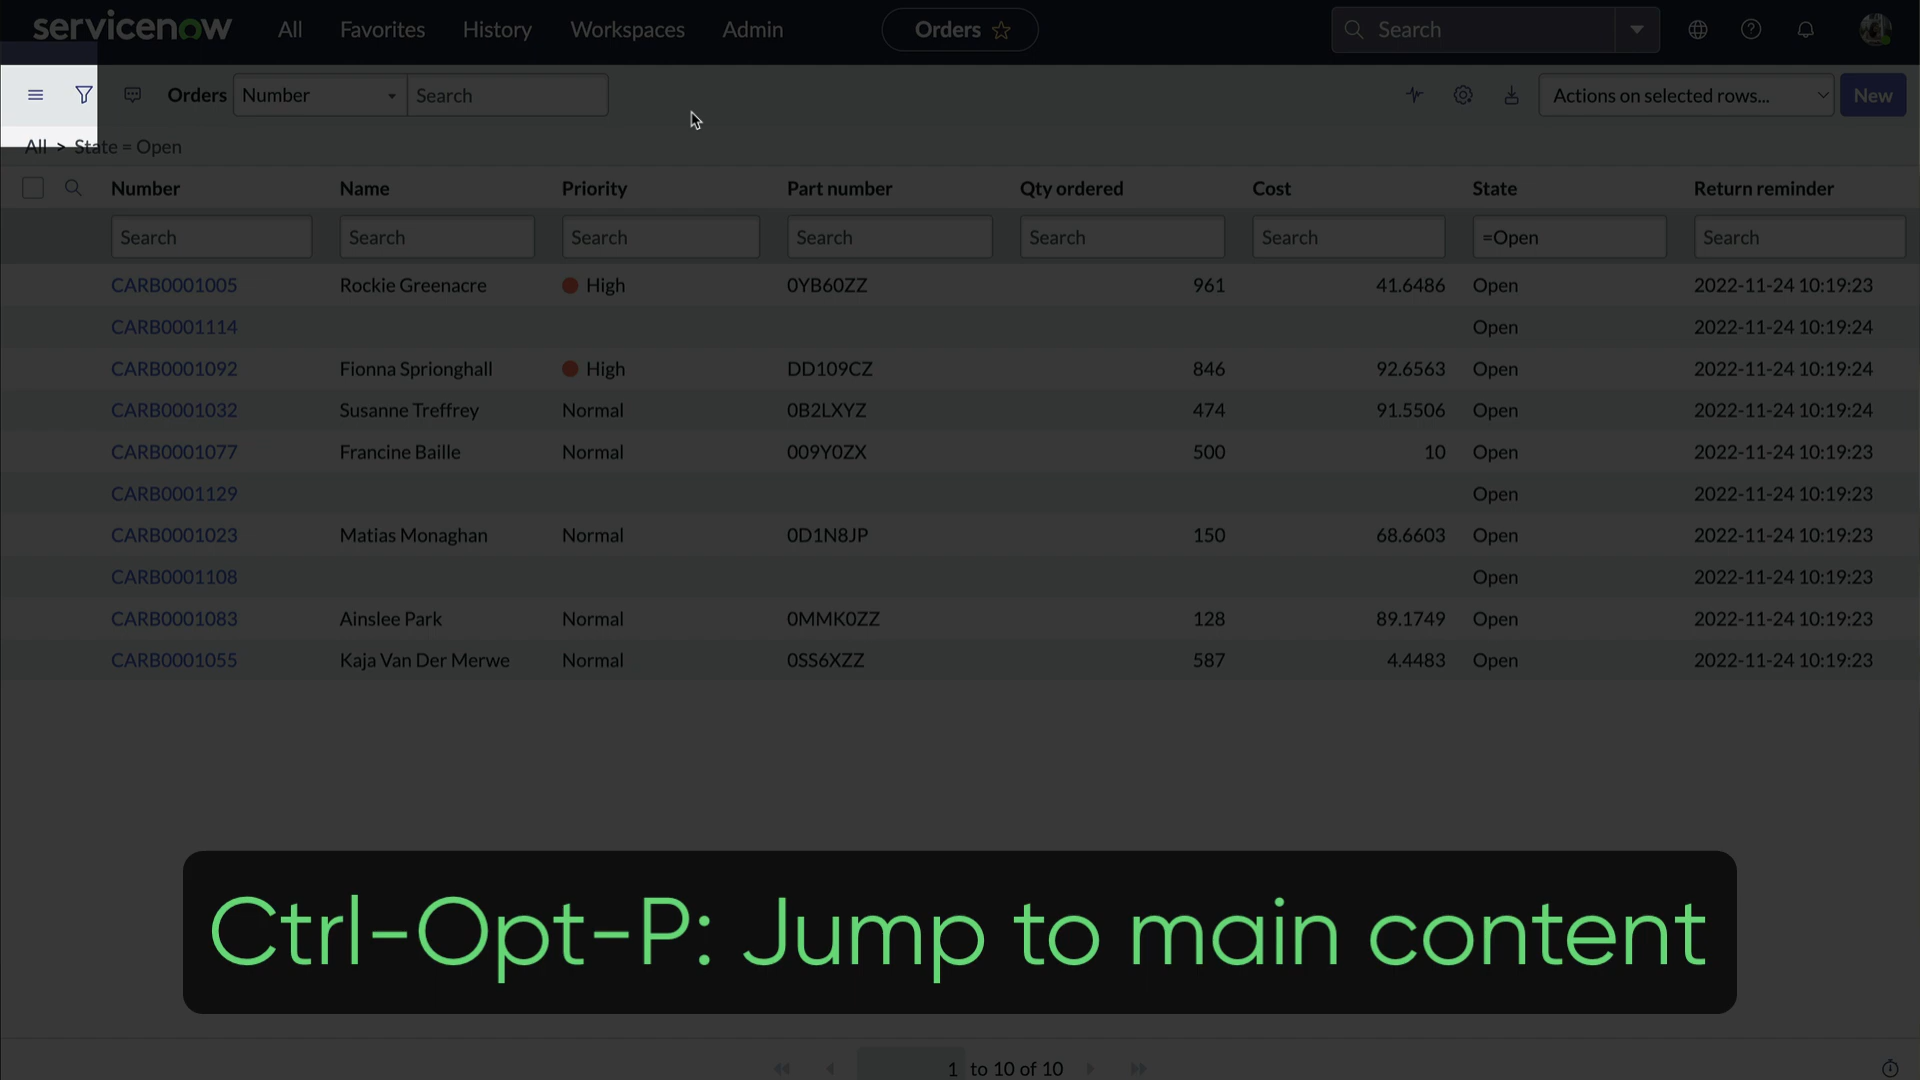 servicenow All Favorites History Workspaces Admin Orders Search
Orders Number Search Actions on selected rows... New
All > State = Open
Number Name Priority Part number Qty ordered Cost State Return reminder
Search Search Search Search Search Search =Open Search
CARB0001005 Rockie Greenacre High 0YB60ZZ 961 41.6486 Open 2022-11-24 10:19:23
CARB0001114 Open 2022-11-24 10:19:24
CARB0001092 Fionna Sprionghall High DD109CZ 846 92.6563 Open 2022-11-24 10:19:24
CARB0001032 Susanne Treffrey Normal 0B2LXYZ 474 91.5506 Open 2022-11-24 10:19:24
CARB0001077 Francine Baille Normal 009Y0ZX 500 10 Open 2022-11-24 10:19:23
CARB0001129 Open 2022-11-24 10:19:23
CARB0001023 Matias Monaghan Normal 0D1N8JP 150 68.6603 Open 2022-11-24 10:19:23
CARB0001108 Open 2022-11-24 10:19:23
CARB0001083 Ainslee Park Normal 0MMK0ZZ 128 89.1749 Open 2022-11-24 10:19:23
CARB0001055 Kaja Van Der Merwe Normal 0SS6XZZ 587 4.4483 Open 2022-11-24 10:19:23
Ctrl-Opt-P: Jump to main content
1 to 10 of 10